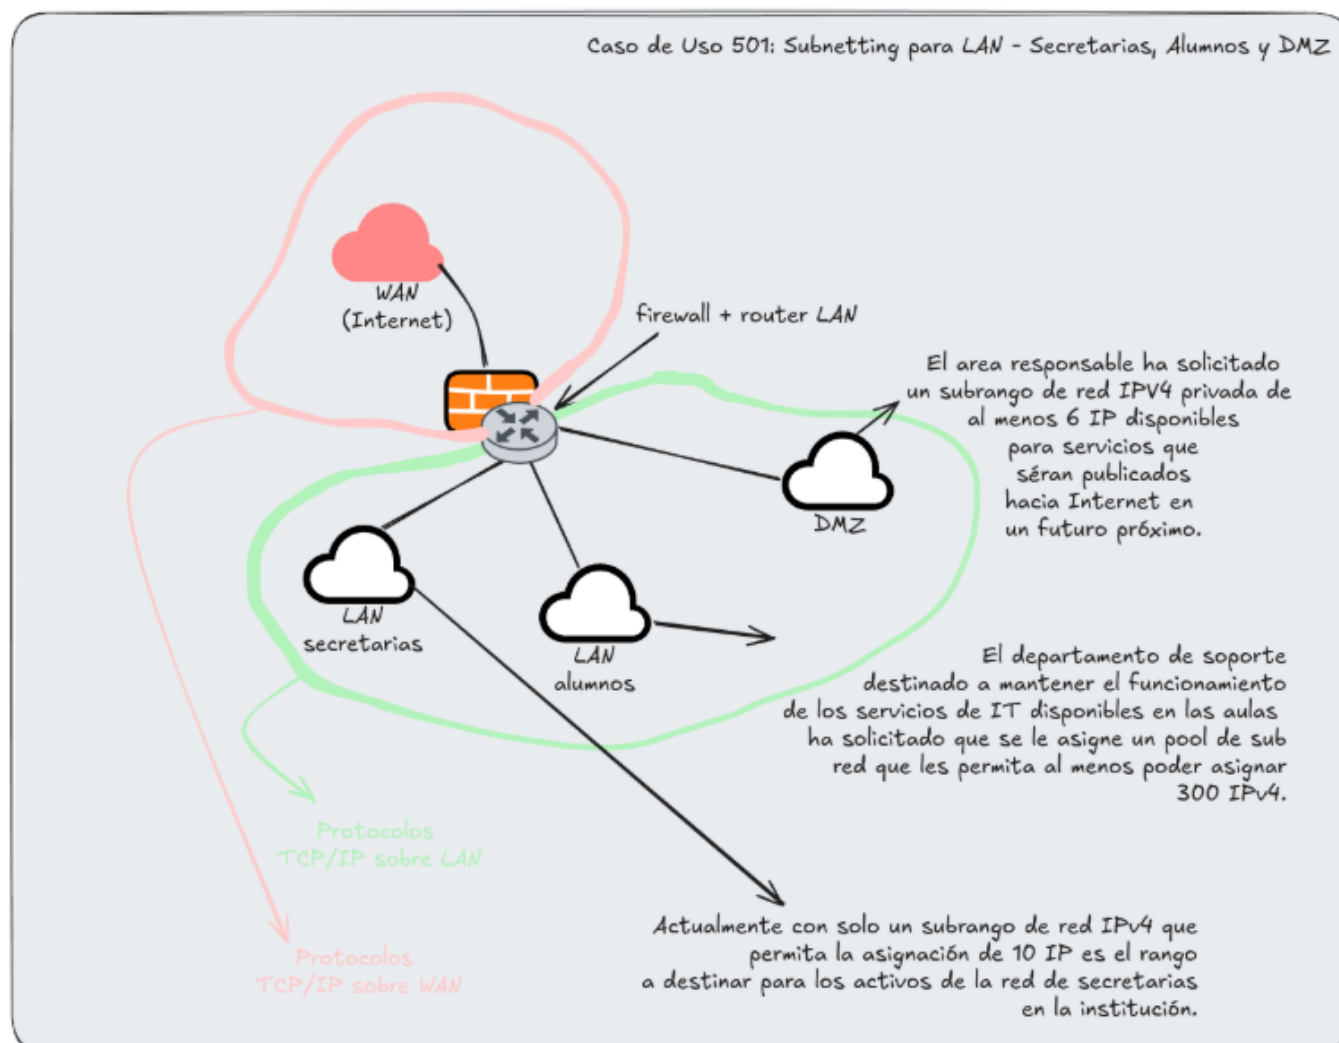 Caso de Uso 501: Subnetting para LAN - Secretarias, Alumnos y DMZ
WAN
(Internet)
firewall + router LAN
El area responsable ha solicitado
un subrango de red IPV4 privada de
al menos 6 IP disponibles
para servicios que
séran publicados
hacia Internet en
un futuro próximo.
DMZ
LAN
secretarias
LAN
alumnos
El departamento de soporte
destinado a mantener el funcionamiento
de los servicios de IT disponibles en las aulas
ha solicitado que se le asigne un pool de sub
red que les permita al menos poder asignar
300 IPv4.
Protocolos
TCP/IP sobre LAN
Protocolos
TCP/IP sobre WAN
Actualmente con solo un subrango de red IPv4 que
permita la asignación de 10 IP es el rango
a destinar para los activos de la red de secretarias
en la institución.